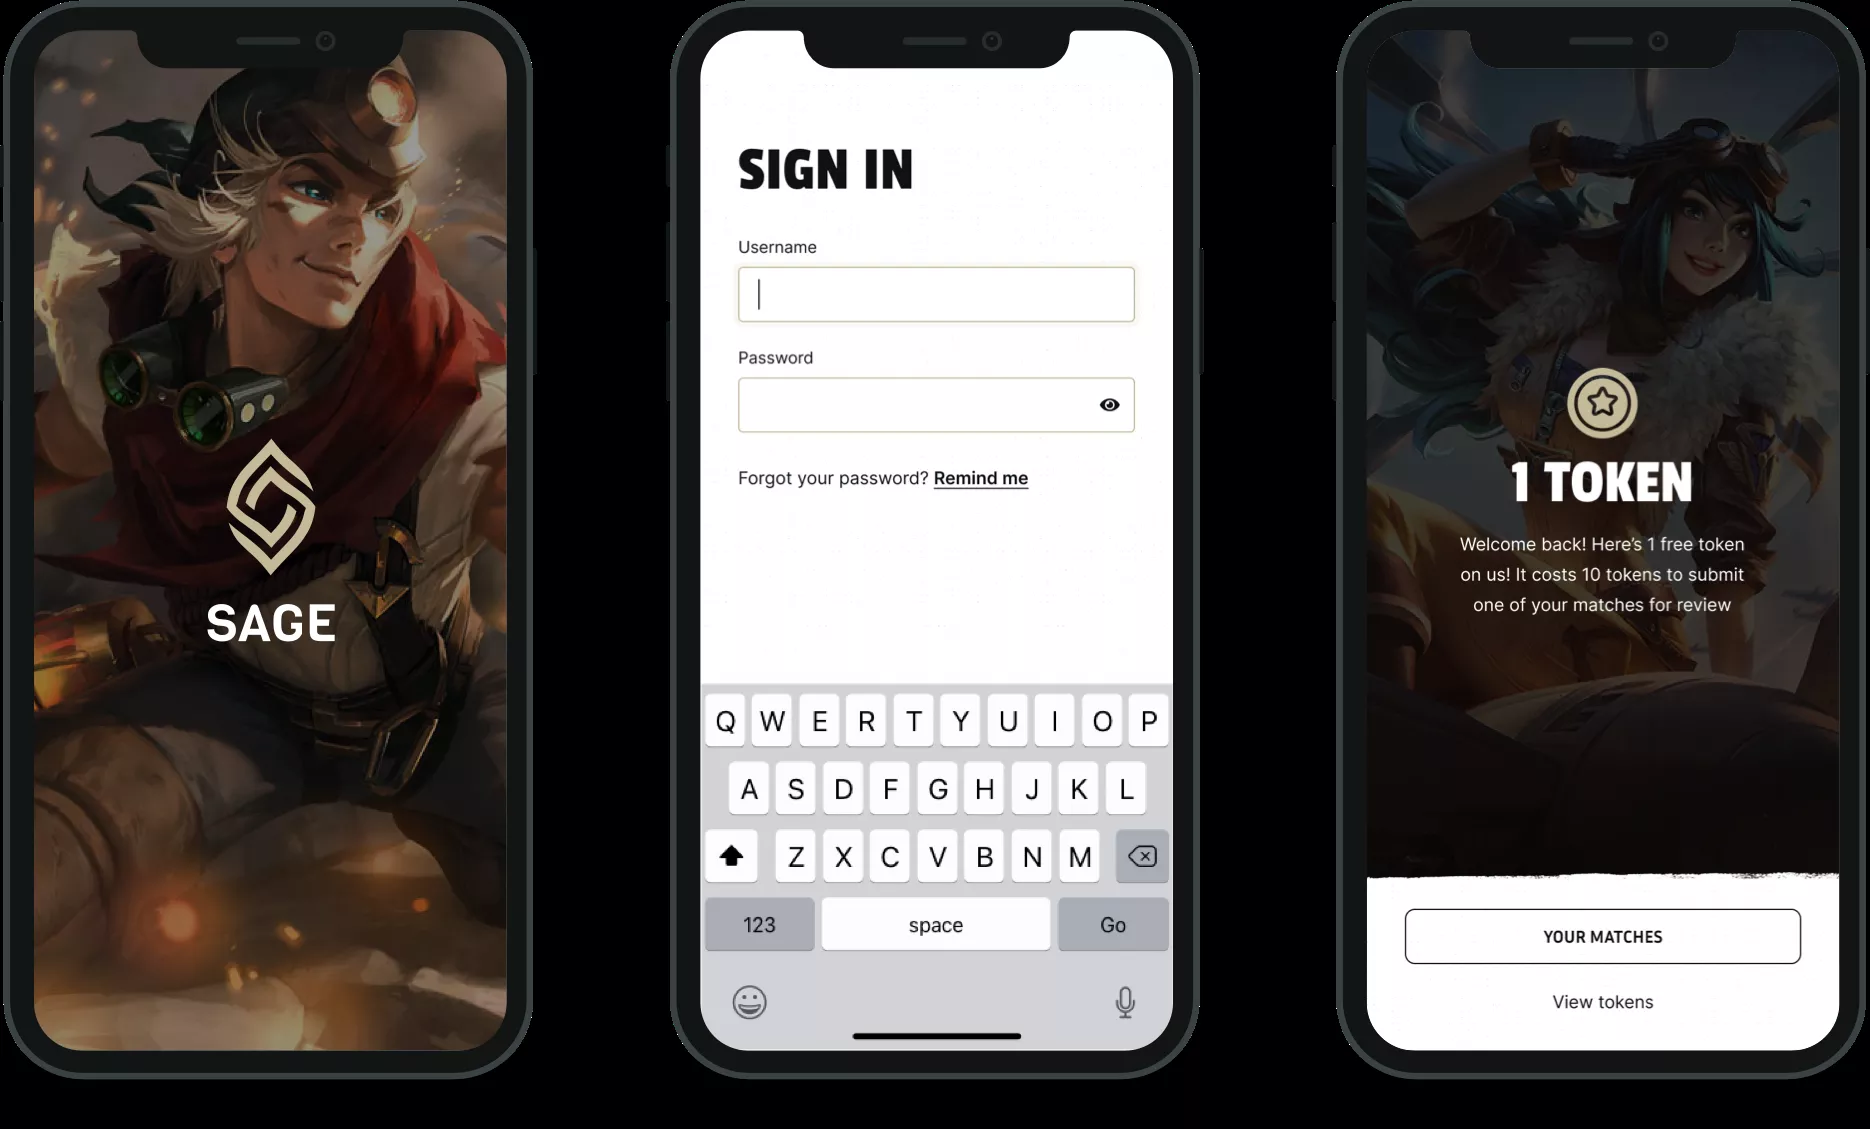 SAGE
SIGN IN
Username
Password
Forgot your password? Remind me
Q W E R T Y U I O P
A S D F G H J K L
Z X C V B N M
123 space Go
1 TOKEN
Welcome back! Here's 1 free token
on us! It costs 10 tokens to submit
one of your matches for review
YOUR MATCHES
View tokens